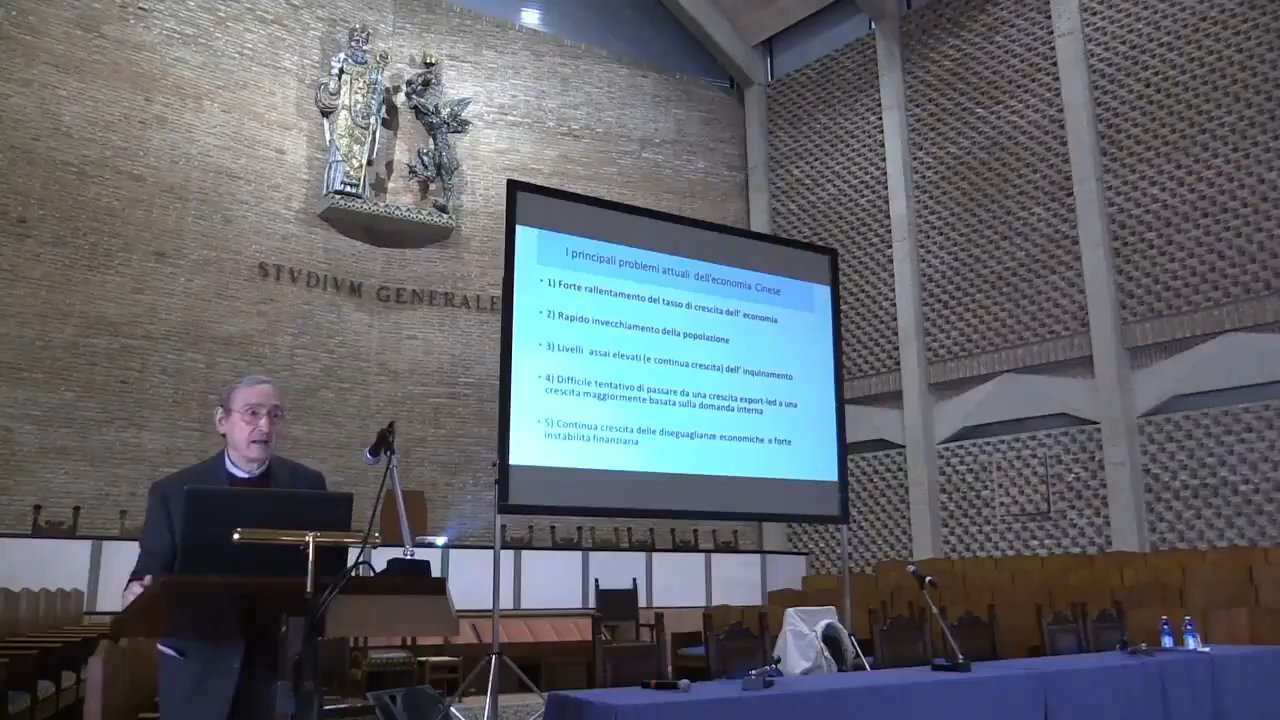 STVDIVM GENERALE
I principali problemi attuali dell'economia Cinese
• 1) Forte rallentamento del tasso di crescita dell' economia
• 2) Rapido invecchiamento della popolazione
• 3) Livelli assai elevati (e continua crescita) dell' inquinamento
• 4) Difficile tentativo di passare da una crescita export-led a una
crescita maggiormente basata sulla domanda interna
• 5) Continua crescita delle diseguaglianze economiche e forte
instabilità finanziaria